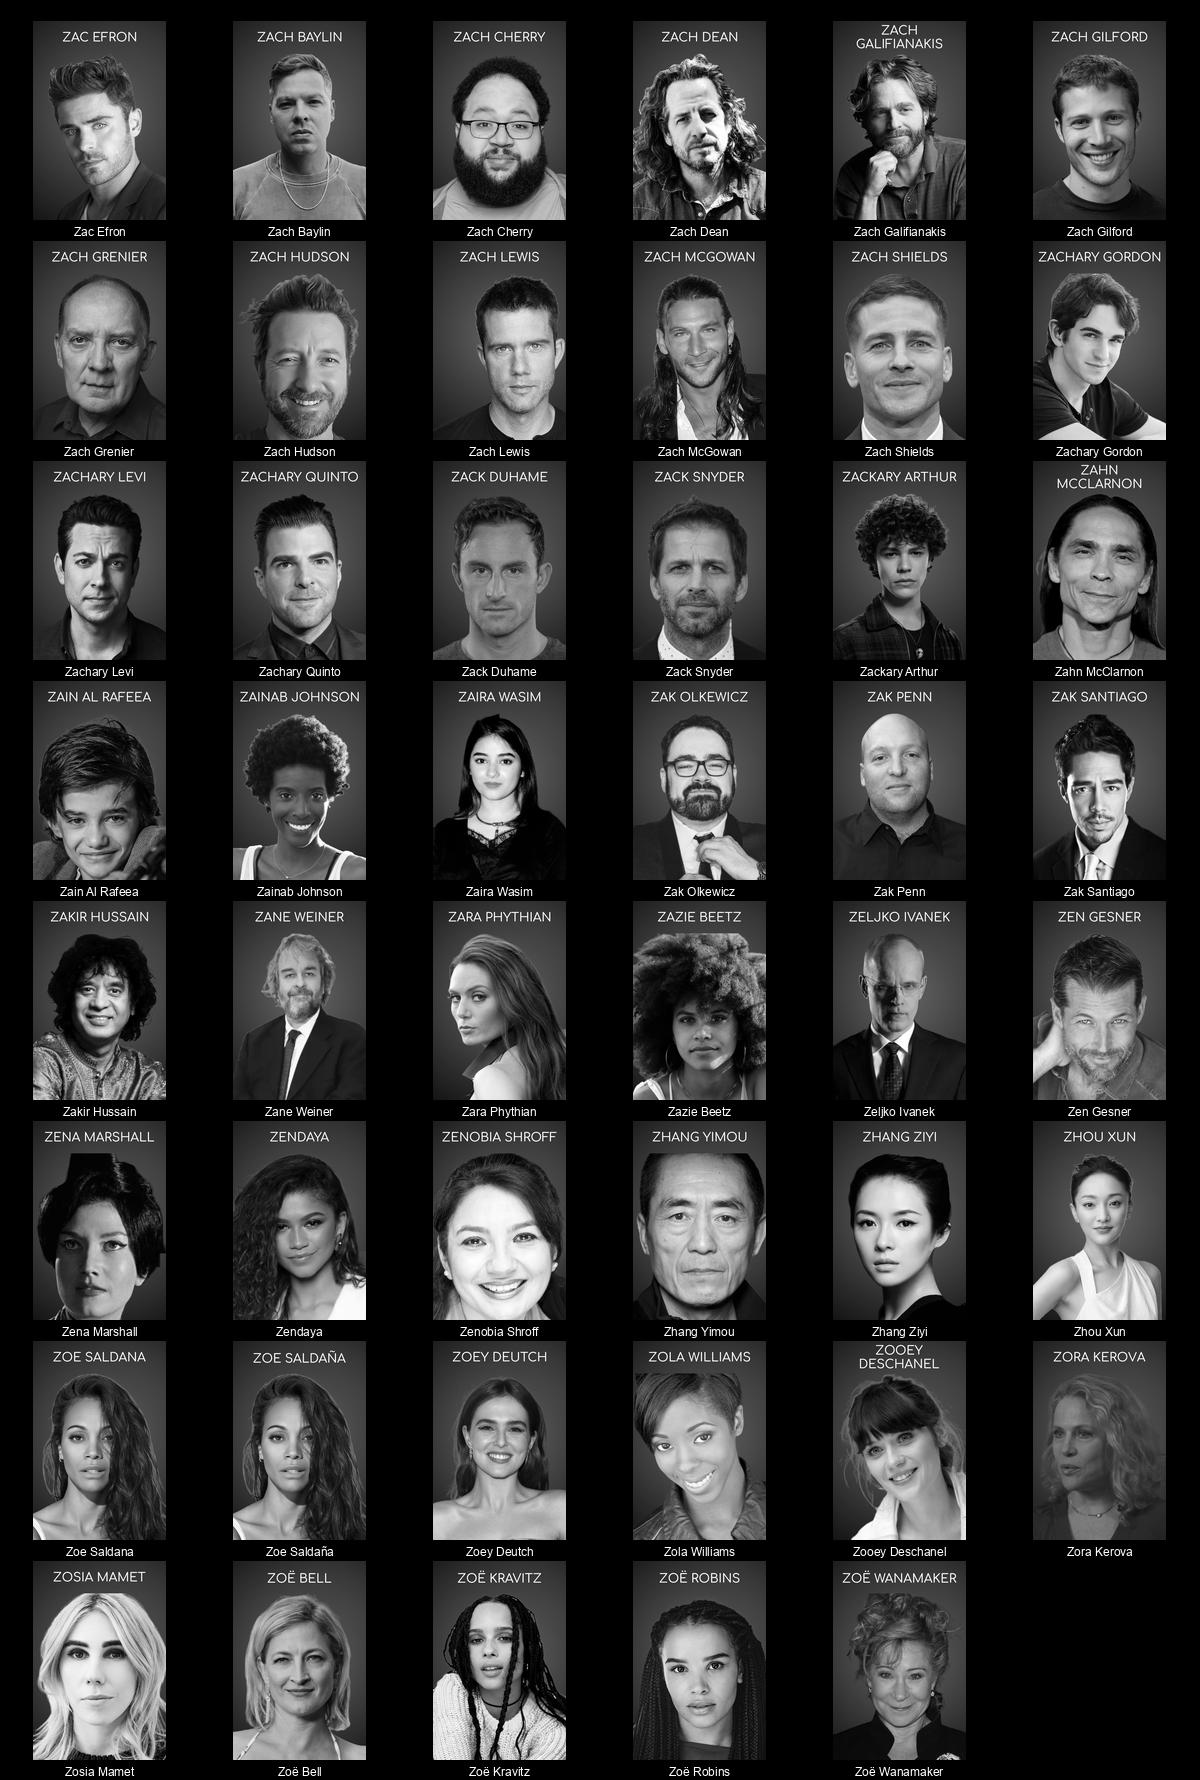 ZAC EFRON
ZACH BAYLIN
ZACH CHERRY
ZACH DEAN
ZACH
GALIFIANAKIS
ZACH GILFORD
Zac Efron
Zach Baylin
Zach Cherry
Zach Dean
Zach Galifianakis
Zach Gilford
ZACH GRENIER
ZACH HUDSON
ZACH LEWIS
ZACH MCGOWAN
ZACH SHIELDS
ZACHARY GORDON
Zach Grenier
Zach Hudson
Zach Lewis
Zach McGowan
Zach Shields
Zachary Gordon
ZACHARY LEVI
ZACHARY QUINTO
ZACK DUHAME
ZACK SNYDER
ZACKARY ARTHUR
ZAHN
MCCLARNON
Zachary Levi
Zachary Quinto
Zack Duhame
Zack Snyder
Zackary Arthur
Zahn McClarnon
ZAIN AL RAFEEA
ZAINAB JOHNSON
ZAIRA WASIM
ZAK OLKEWICZ
ZAK PENN
ZAK SANTIAGO
Zain Al Rafeea
Zainab Johnson
Zaira Wasim
Zak Olkewicz
Zak Penn
Zak Santiago
ZAKIR HUSSAIN
ZANE WEINER
ZARA PHYTHIAN
ZAZIE BEETZ
ZELJKO IVANEK
ZEN GESNER
Zakir Hussain
Zane Weiner
Zara Phythian
Zazie Beetz
Zeljko Ivanek
Zen Gesner
ZENA MARSHALL
ZENDAYA
ZENOBIA SHROFF
ZHANG YIMOU
ZHANG ZIYI
ZHOU XUN
Zena Marshall
Zendaya
Zenobia Shroff
Zhang Yimou
Zhang Ziyi
Zhou Xun
ZOE SALDANA
ZOE SALDAÑA
ZOEY DEUTCH
ZOLA WILLIAMS
ZOOEY
DESCHANEL
ZORA KEROVA
Zoe Saldana
Zoe Saldaña
Zoey Deutch
Zola Williams
Zooey Deschanel
Zora Kerova
ZOSIA MAMET
ZOË BELL
ZOË KRAVITZ
ZOË ROBINS
ZOË WANAMAKER
Zosia Mamet
Zoë Bell
Zoë Kravitz
Zoë Robins
Zoë Wanamaker